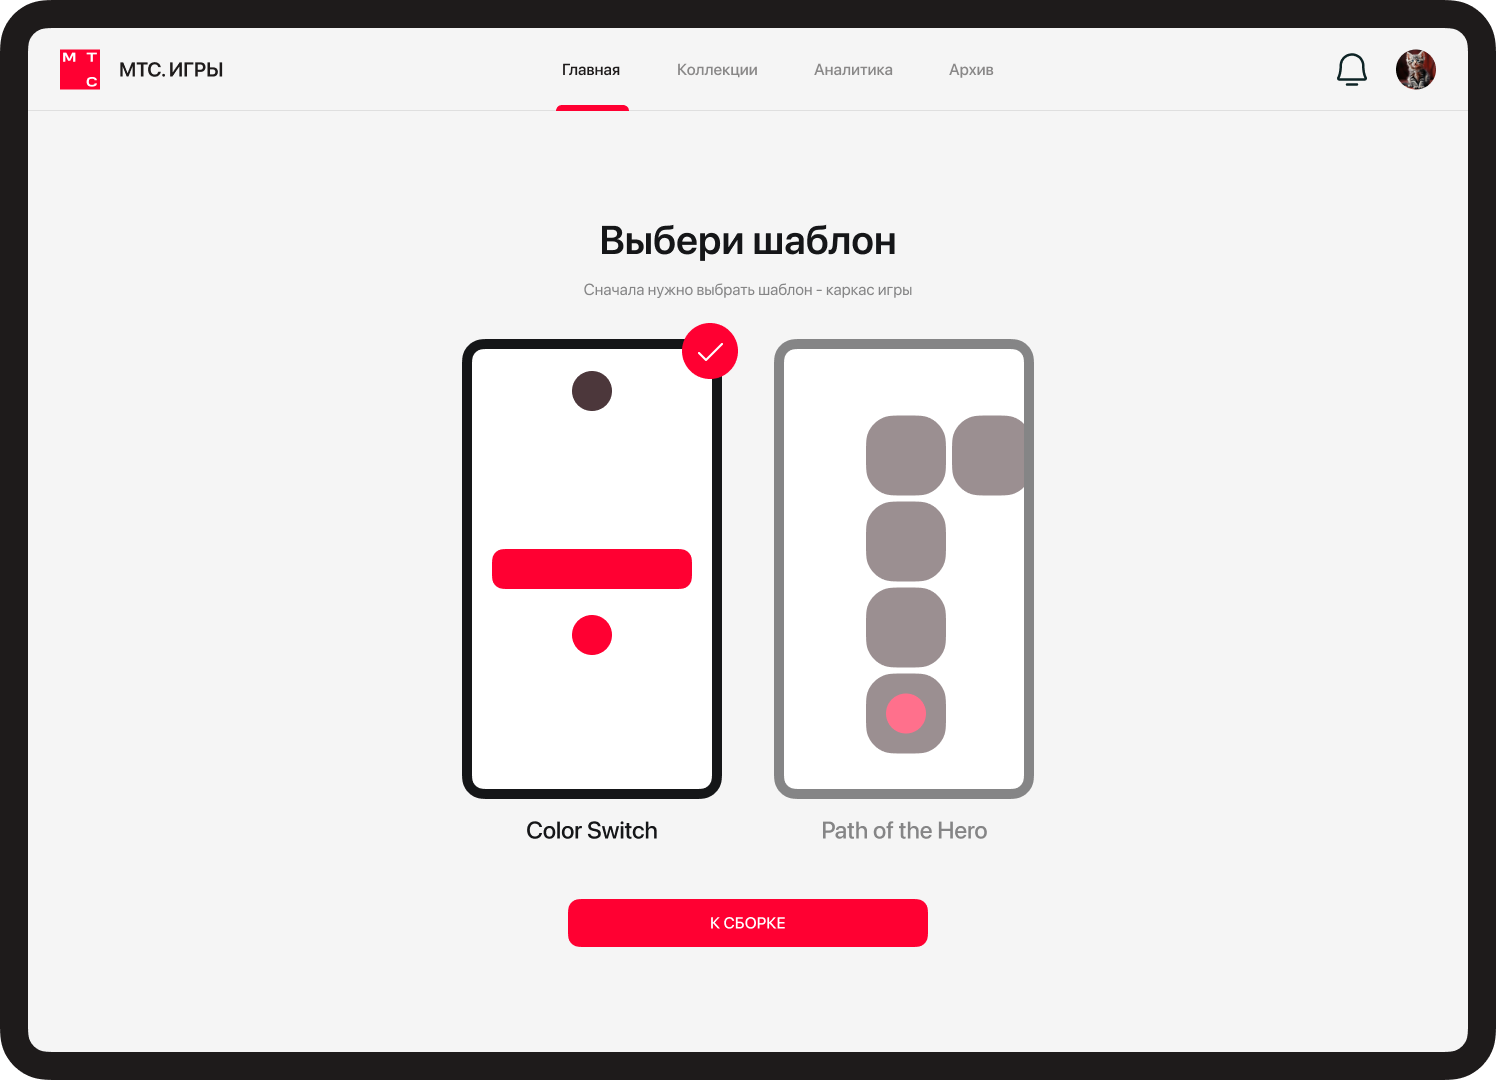 МТС
МТС. ИГРЫ
Главная
Коллекции
Аналитика
Архив
Выбери шаблон
Сначала нужно выбрать шаблон - каркас игры
Color Switch
Path of the Hero
К СБОРКЕ